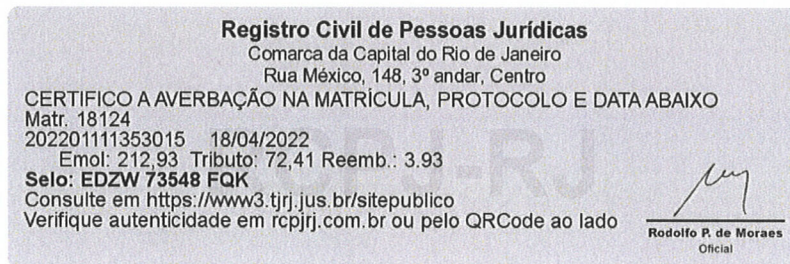 Registro Civil de Pessoas Jurídicas
Comarca da Capital do Rio de Janeiro
Rua México, 148, 3º andar, Centro
CERTIFICO A AVERBAÇÃO NA MATRÍCULA, PROTOCOLO E DATA ABAIXO
Matr. 18124
202201111353015 18/04/2022
Emol: 212,93 Tributo: 72,41 Reemb.: 3.93
Selo: EDZW 73548 FQK
Consulte em https://www3.tjrj.jus.br/sitepublico
Verifique autenticidade em rcpjrj.com.br ou pelo QRCode ao lado
RCPJ-RJ
Rodolfo P. de Moraes
Oficial